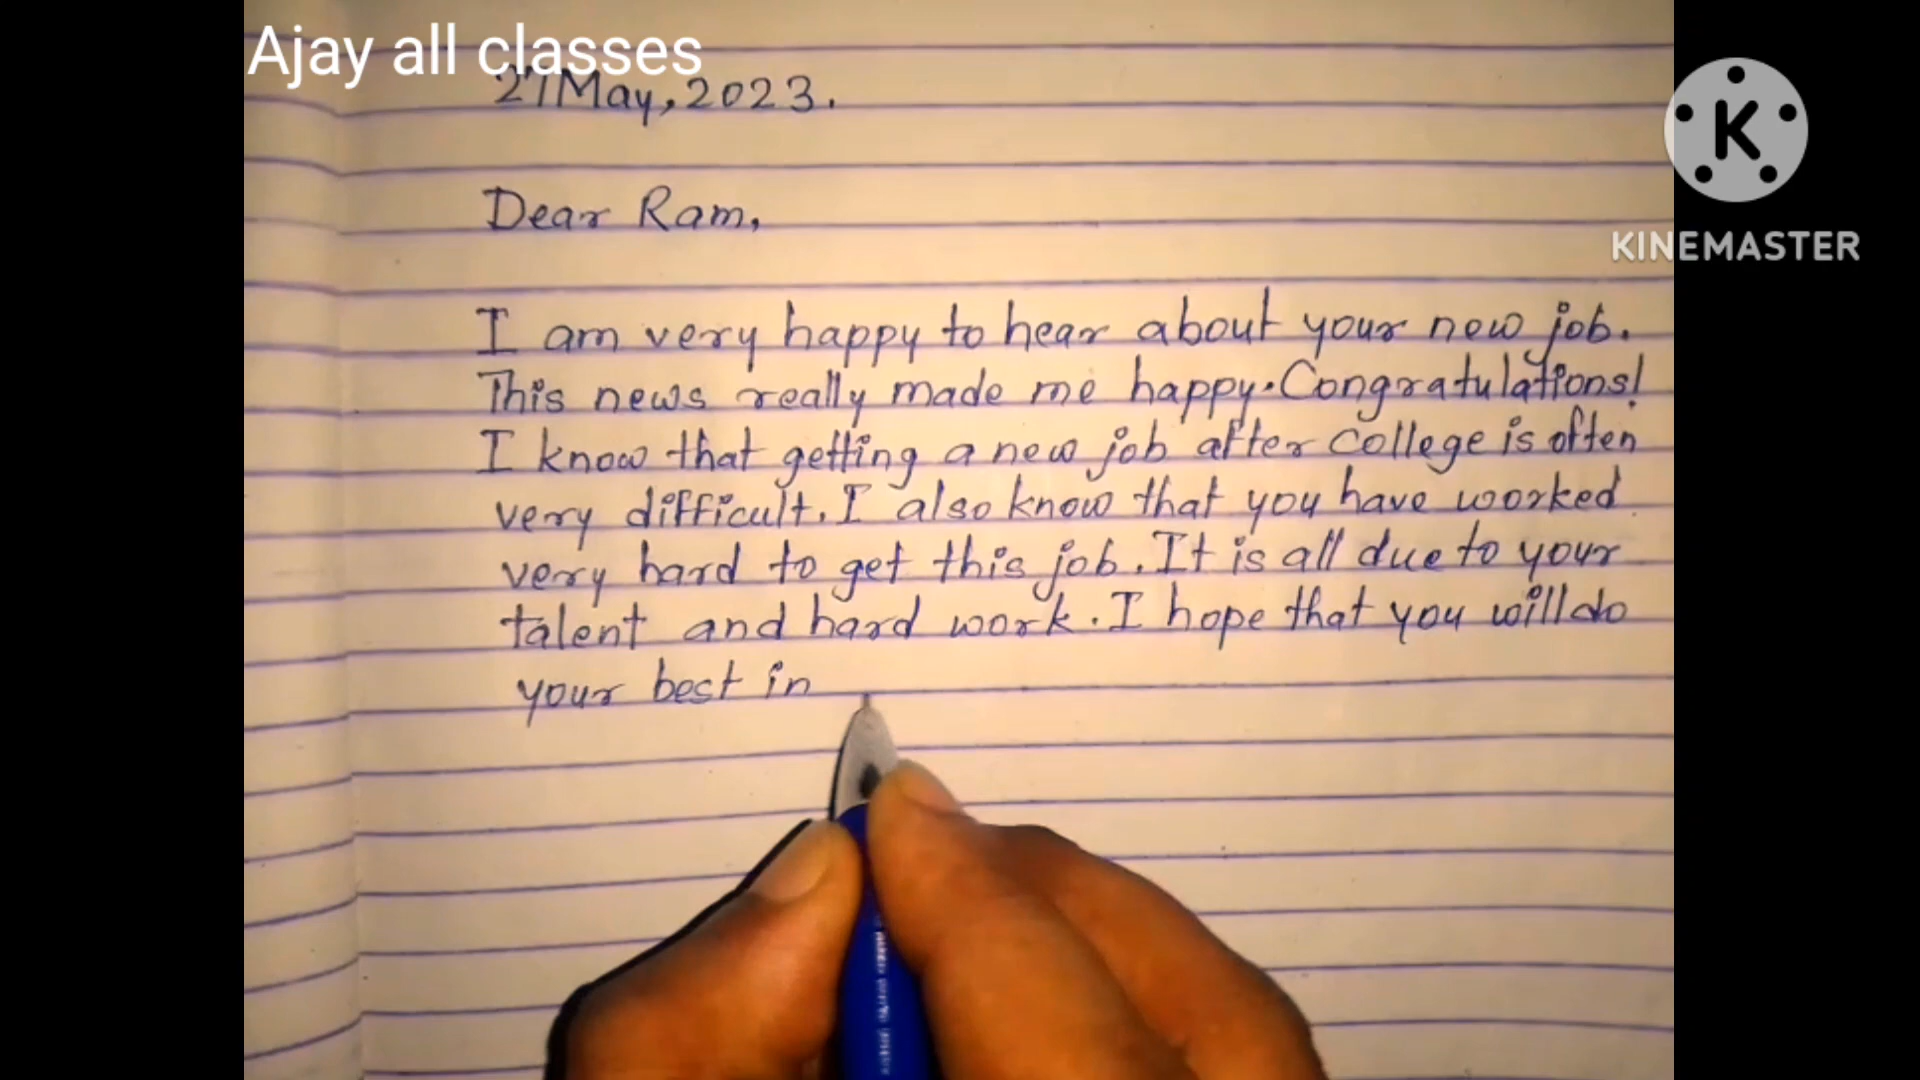 Ajay all classes
27 May, 2023.
K
KINEMASTER
Dear Ram,
I am very happy to hear about your new job.
This news really made me happy. Congratulations!
I know that getting a new job after college is often
very difficult. I also know that you have worked
very hard to get this job. It is all due to your
talent and hard work. I hope that you will do
your best in